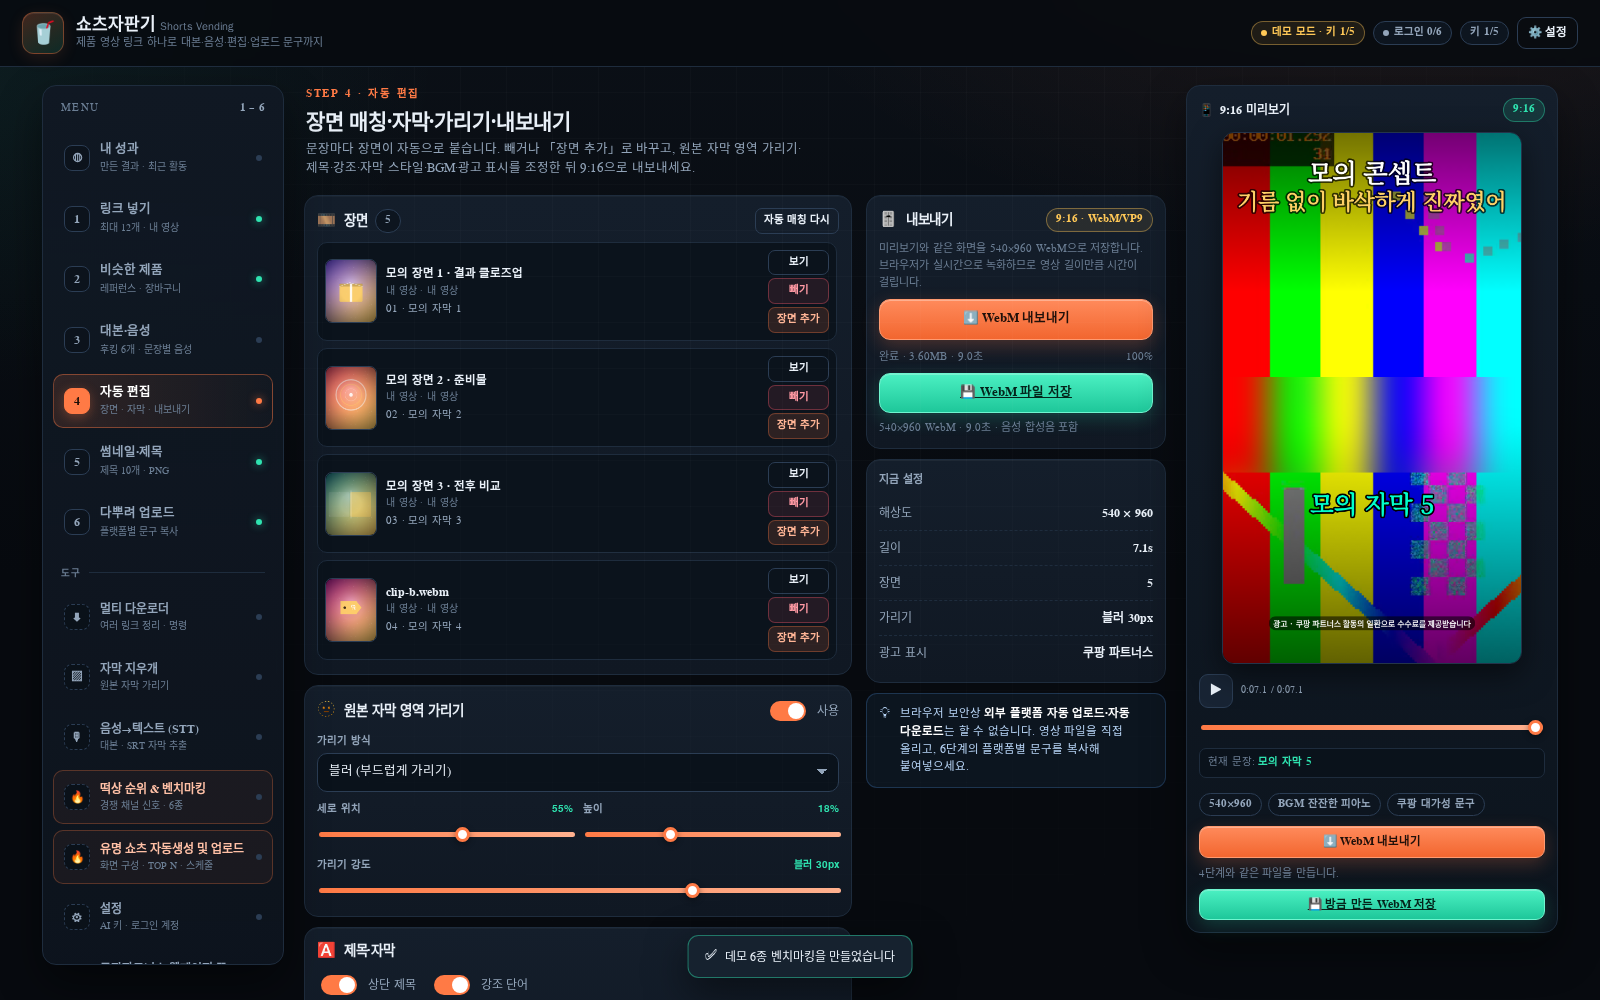 쇼츠자판기 Shorts Vending
제품 영상 링크 하나로 대본·음성·편집·업로드 문구까지
데모 모드 · 키 1/5
로그인 0/6
키 1/5
설정
MENU
1 – 6
내 성과
만든 결과 · 최근 활동
1
링크 넣기
최대 12개 · 내 영상
2
비슷한 제품
레퍼런스 · 장바구니
3
대본·음성
후킹 6개 · 문장별 음성
4
자동 편집
장면 · 자막 · 내보내기
5
썸네일·제목
제목 10개 · PNG
6
다뿌려 업로드
플랫폼별 문구 복사
도구
멀티 다운로더
여러 링크 정리 · 명령
자막 지우개
원본 자막 가리기
음성→텍스트 (STT)
대본 · SRT 자막 추출
떡상 순위 & 벤치마킹
경쟁 채널 신호 · 6종
유명 쇼츠 자동생성 및 업로드
화면 구성 · TOP N · 스케줄
설정
AI 키 · 로그인 계정
STEP 4 · 자동 편집
장면 매칭·자막·가리기·내보내기
문장마다 장면이 자동으로 붙습니다. 빼거나 「장면 추가」로 바꾸고, 원본 자막 영역 가리기·
제목·강조·자막 스타일·BGM·광고 표시를 조정한 뒤 9:16으로 내보내세요.
장면 5
자동 매칭 다시
모의 장면 1 · 결과 클로즈업
내 영상 · 내 영상
01 · 모의 자막 1
보기
빼기
장면 추가
모의 장면 2 · 준비물
내 영상 · 내 영상
02 · 모의 자막 2
보기
빼기
장면 추가
모의 장면 3 · 전후 비교
내 영상 · 내 영상
03 · 모의 자막 3
보기
빼기
장면 추가
clip-b.webm
내 영상 · 내 영상
04 · 모의 자막 4
보기
빼기
장면 추가
원본 자막 영역 가리기
사용
가리기 방식
블러 (부드럽게 가리기)
세로 위치 55%
높이 18%
가리기 강도 블러 30px
제목·자막
상단 제목
강조 단어
내보내기
9:16 · WebM/VP9
미리보기와 같은 화면을 540×960 WebM으로 저장합니다.
브라우저가 실시간으로 녹화하므로 영상 길이만큼 시간이
걸립니다.
WebM 내보내기
완료 · 3.60MB · 9.0초 100%
WebM 파일 저장
540×960 WebM · 9.0초 · 음성 합성음 포함
지금 설정
해상도 540 × 960
길이 7.1s
장면 5
가리기 블러 30px
광고 표시 쿠팡 파트너스
브라우저 보안상 외부 플랫폼 자동 업로드·자동
다운로드는 할 수 없습니다. 영상 파일을 직접
올리고, 6단계의 플랫폼별 문구를 복사해
붙여넣으세요.
데모 6종 벤치마킹을 만들었습니다
9:16 미리보기
9:16
00:00:01.292
31
모의 콘셉트
기름 없이 바삭하게 진짜였어
모의 자막 5
광고 · 쿠팡 파트너스 활동의 일환으로 수수료를 제공받습니다
0:07.1 / 0:07.1
현재 문장: 모의 자막 5
540×960
BGM 잔잔한 피아노
쿠팡 대가성 문구
WebM 내보내기
4단계와 같은 파일을 만듭니다.
방금 만든 WebM 저장